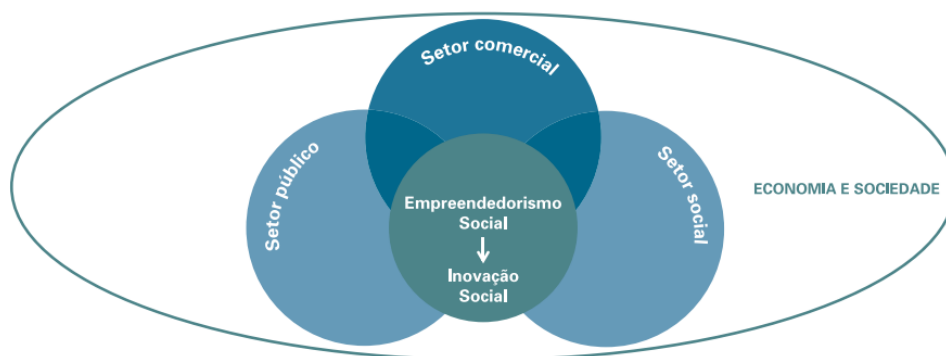 Setor comercial
Setor público
Setor social
ECONOMIA E SOCIEDADE
Empreendedorismo
Social
Inovação
Social